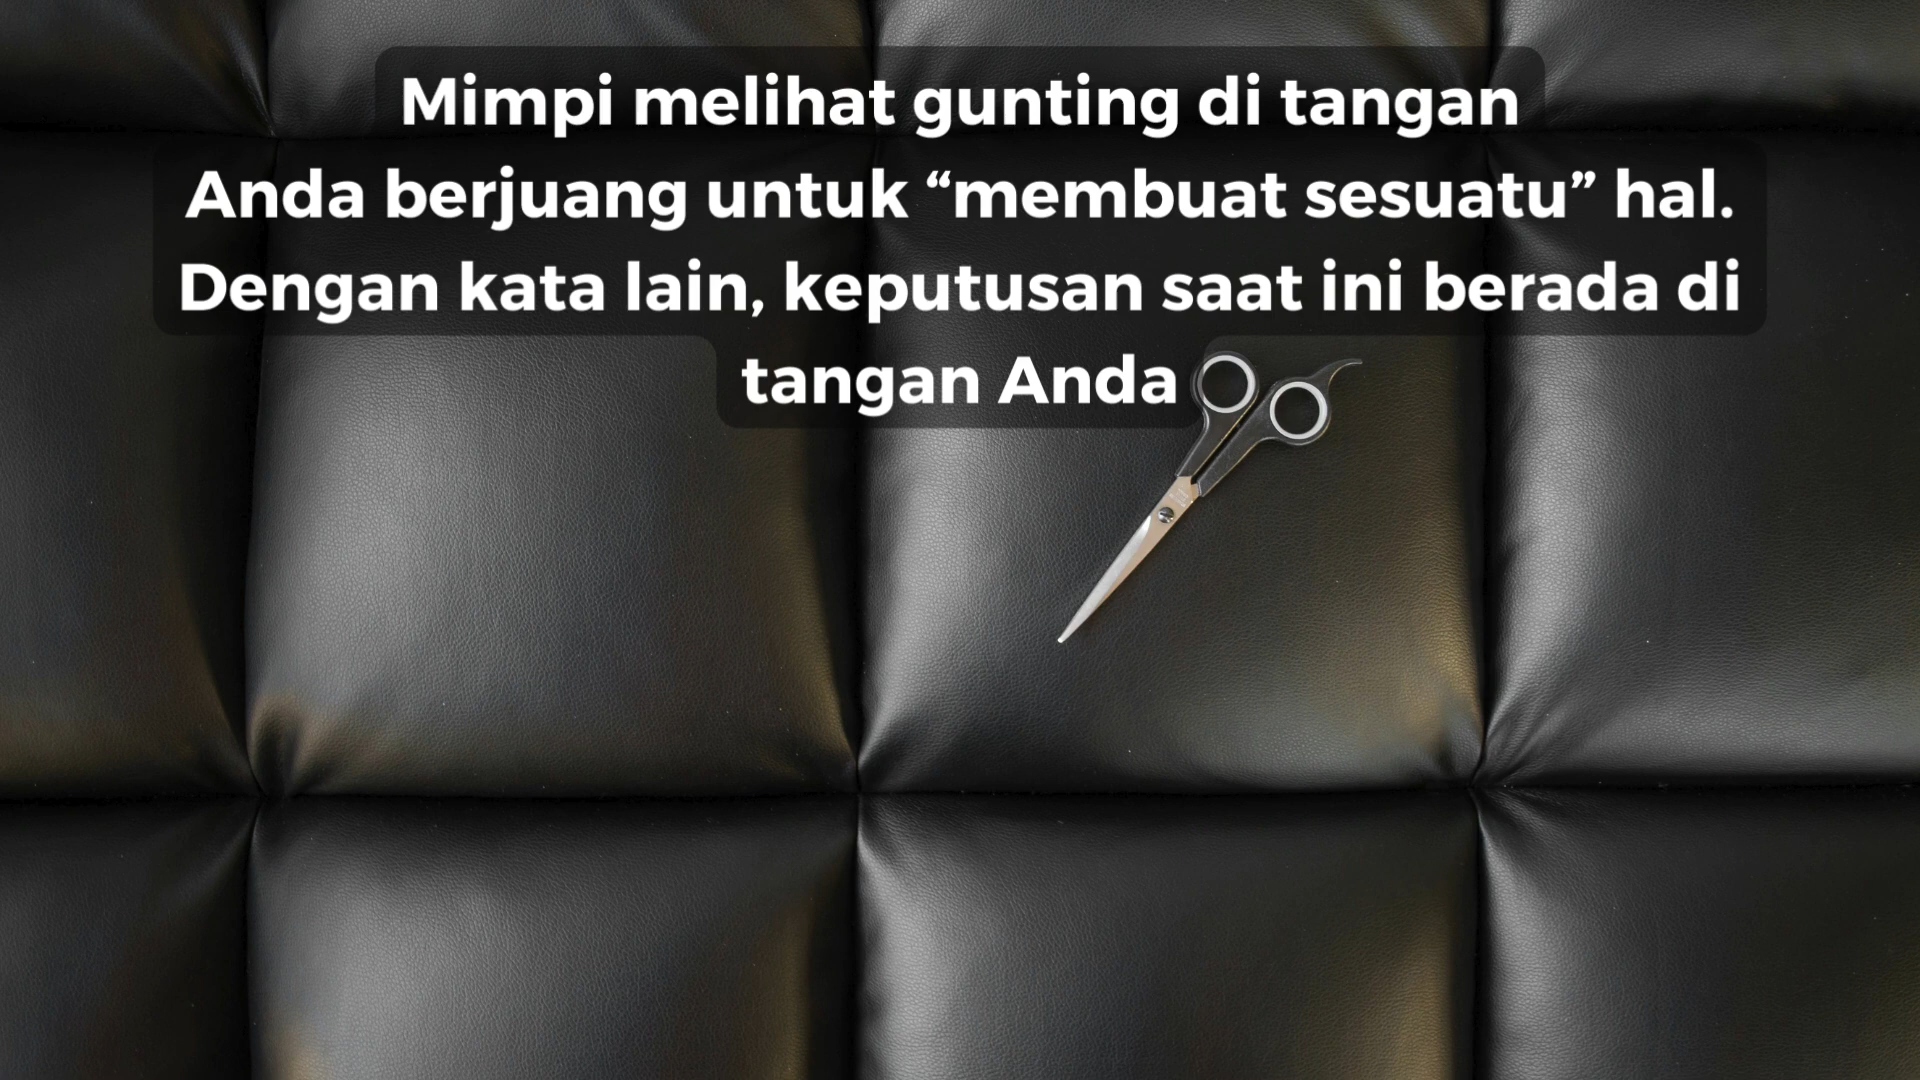 Mimpi melihat gunting di tangan
Anda berjuang untuk “membuat sesuatu” hal.
Dengan kata lain, keputusan saat ini berada di
tangan Anda